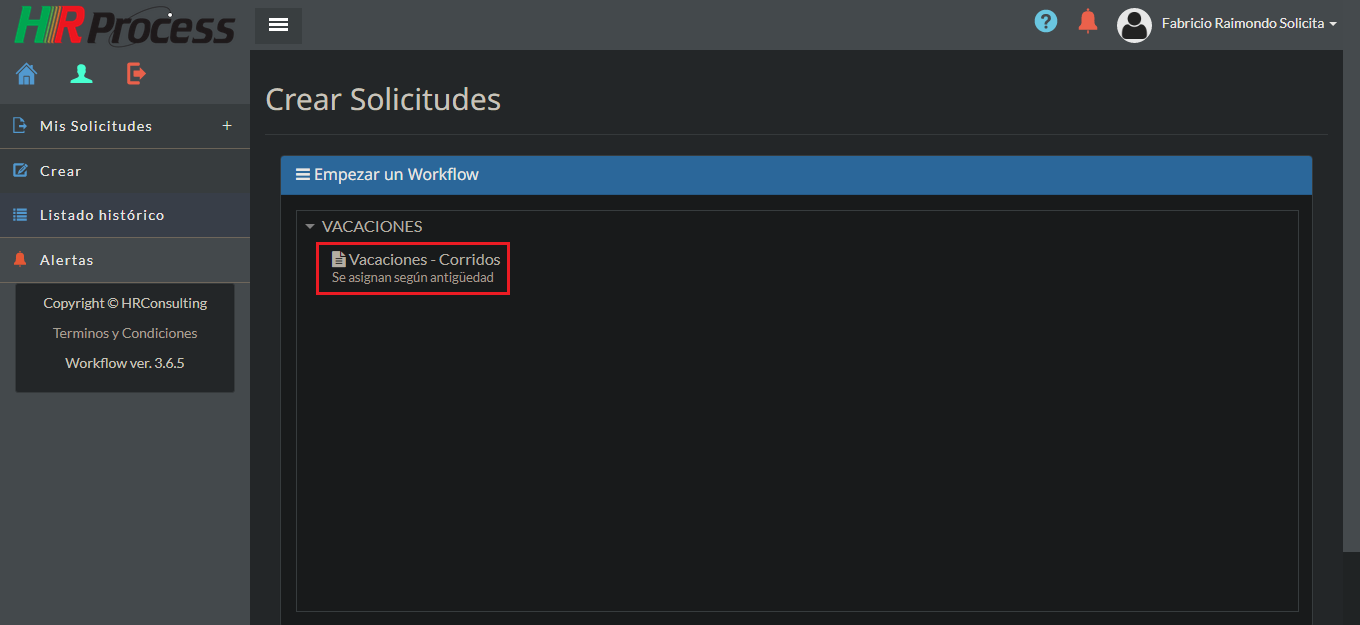 HRProcess
Fabricio Raimondo Solicita
Mis Solicitudes +
Crear
Listado histórico
Alertas
Copyright © HRConsulting
Terminos y Condiciones
Workflow ver. 3.6.5
Crear Solicitudes
Empezar un Workflow
VACACIONES
Vacaciones - Corridos
Se asignan según antigüedad